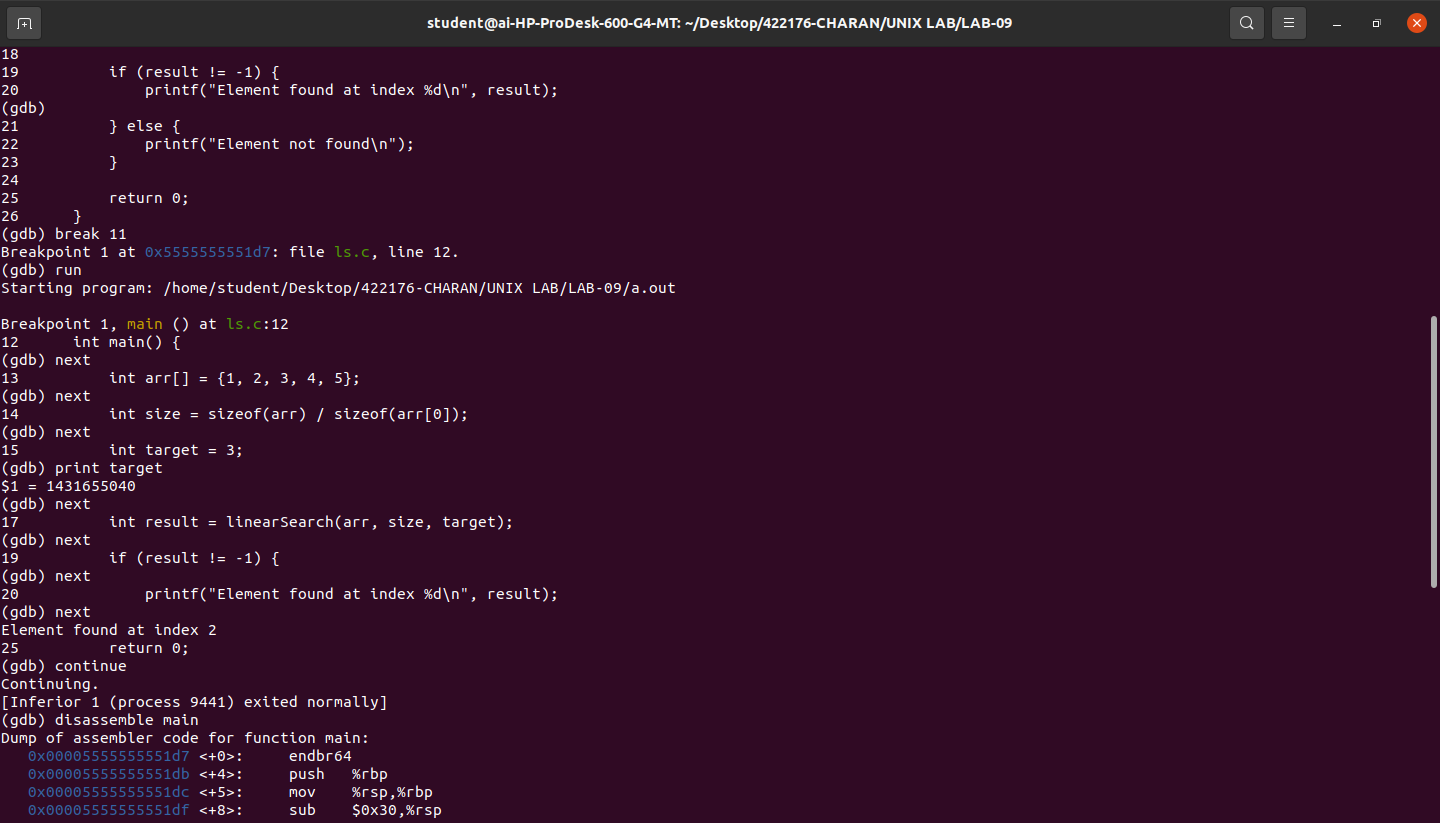 student@ai-HP-ProDesk-600-G4-MT: ~/Desktop/422176-CHARAN/UNIX LAB/LAB-09
18
19          if (result != -1) {
20              printf("Element found at index %d\n", result);
(gdb)
21          } else {
22              printf("Element not found\n");
23          }
24
25          return 0;
26      }
(gdb) break 11
Breakpoint 1 at 0x5555555551d7: file ls.c, line 12.
(gdb) run
Starting program: /home/student/Desktop/422176-CHARAN/UNIX LAB/LAB-09/a.out
Breakpoint 1, main () at ls.c:12
12      int main() {
(gdb) next
13          int arr[] = {1, 2, 3, 4, 5};
(gdb) next
14          int size = sizeof(arr) / sizeof(arr[0]);
(gdb) next
15          int target = 3;
(gdb) print target
$1 = 1431655040
(gdb) next
17          int result = linearSearch(arr, size, target);
(gdb) next
19          if (result != -1) {
(gdb) next
20              printf("Element found at index %d\n", result);
(gdb) next
Element found at index 2
25          return 0;
(gdb) continue
Continuing.
[Inferior 1 (process 9441) exited normally]
(gdb) disassemble main
Dump of assembler code for function main:
   0x00005555555551d7 <+0>:     endbr64
   0x00005555555551db <+4>:     push   %rbp
   0x00005555555551dc <+5>:     mov    %rsp,%rbp
   0x00005555555551df <+8>:     sub    $0x30,%rsp